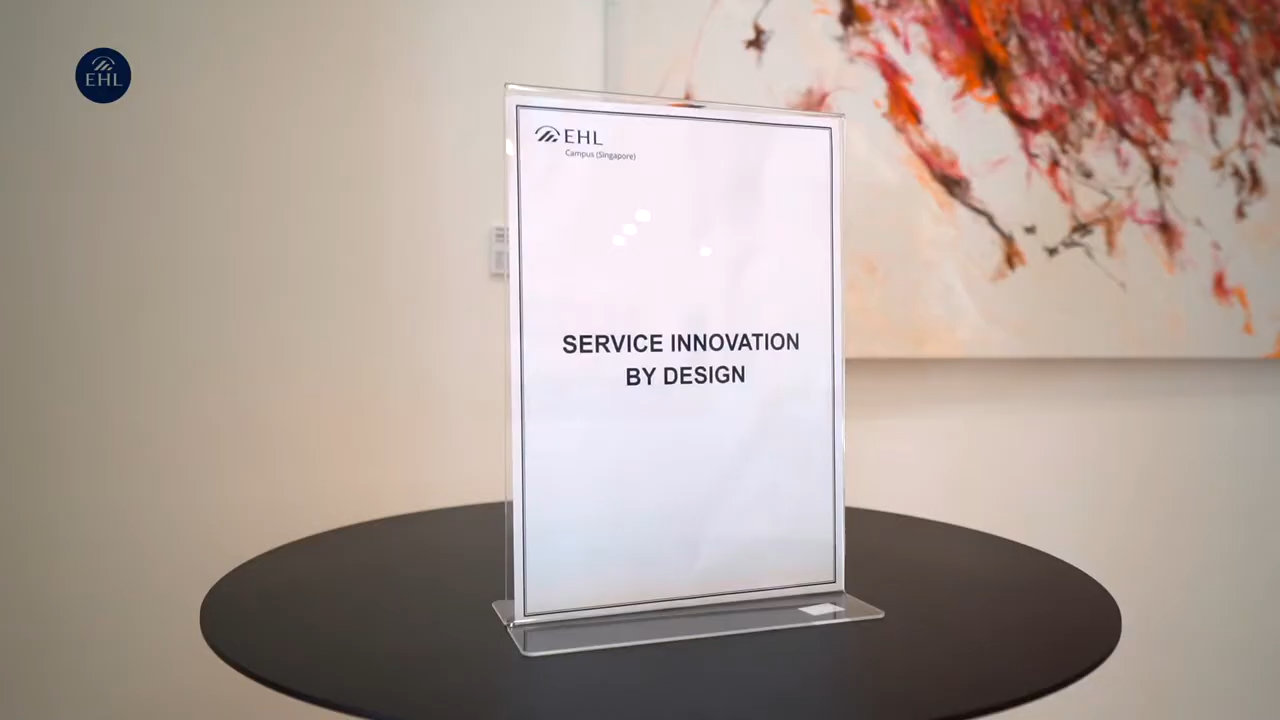 EHL
EHL
Campus (Singapore)
SERVICE INNOVATION
BY DESIGN